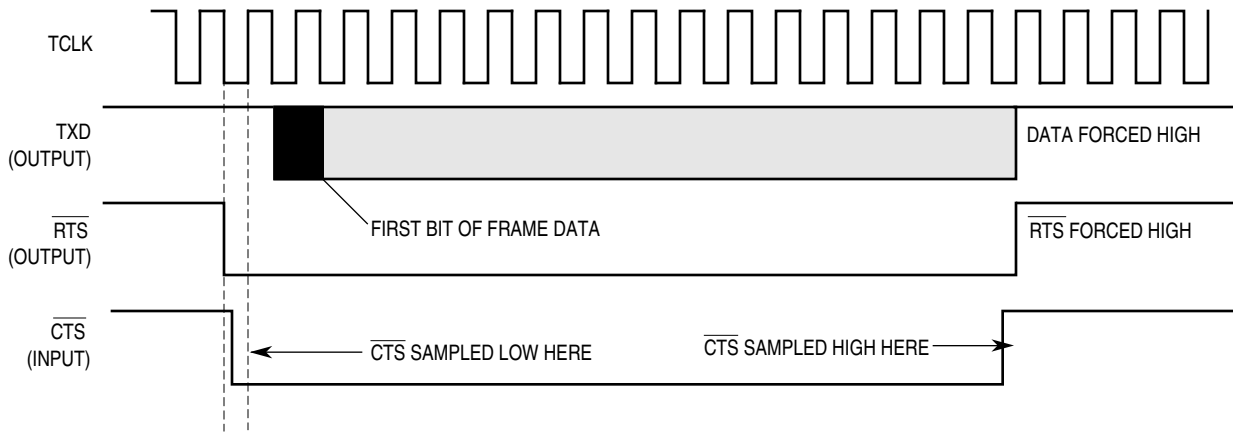 TCLK
TXD
(OUTPUT)
DATA FORCED HIGH
FIRST BIT OF FRAME DATA
RTS
(OUTPUT)
RTS FORCED HIGH
CTS
(INPUT)
CTS SAMPLED LOW HERE
CTS SAMPLED HIGH HERE